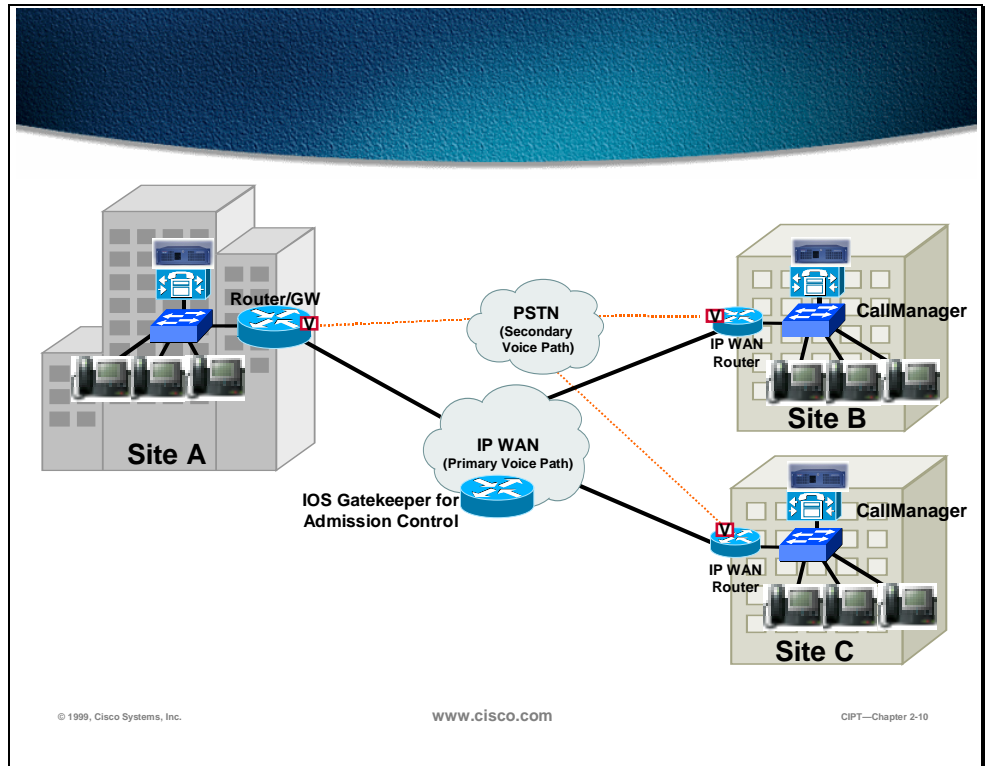 Router/GW
V
PSTN
(Secondary
Voice Path)
V
IP WAN
Router
CallManager
Site B
Site A
IP WAN
(Primary Voice Path)
IOS Gatekeeper for
Admission Control
V
IP WAN
Router
CallManager
Site C
© 1999, Cisco Systems, Inc.
www.cisco.com
CIPT—Chapter 2-10